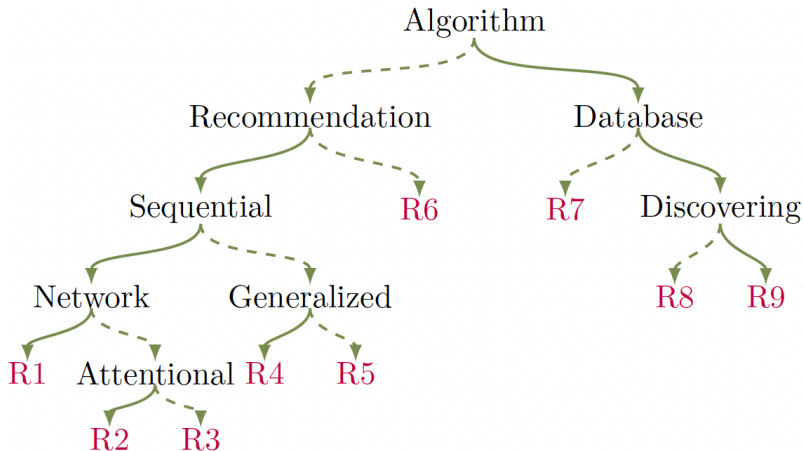 Algorithm
Recommendation Database
Sequential R6 R7 Discovering
Network Generalized R8 R9
R1 Attentional R4 R5
R2 R3